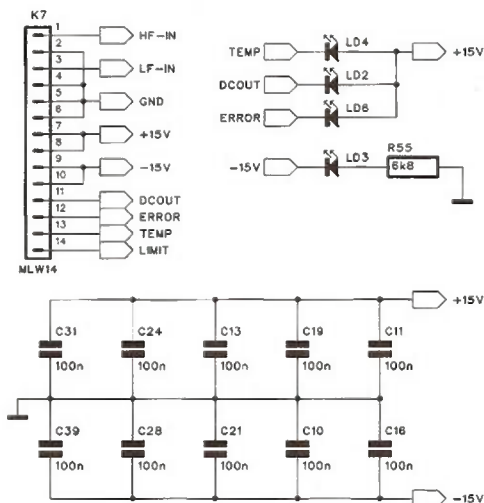 K7
1
2
3
4
5
6
7
8
9
10
11
12
13
14
HF-IN
LF-IN
GND
+15V
-15V
DCOUT
ERROR
TEMP
LIMIT
MLW14
TEMP
LD4
+15V
DCOUT
LD2
ERROR
LD6
-15V
LD3
R55
6k8
+15V
C31
C24
C13
C19
C11
100n
100n
100n
100n
100n
C39
C28
C21
C10
C16
100n
100n
100n
100n
100n
-15V